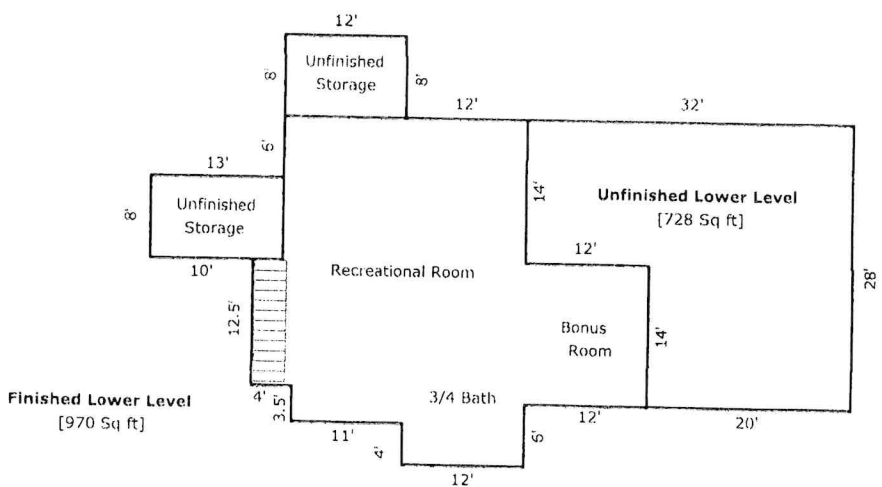 12'
Unfinished
Storage
8'
8'
12'
32'
6'
13'
Unfinished
Storage
8'
10'
14'
Unfinished Lower Level
[728 Sq ft]
12'
28'
Recreational Room
12.5'
Bonus
Room
14'
Finished Lower Level
[970 Sq ft]
4'
3.5'
3/4 Bath
11'
4'
6'
12'
20'
12'